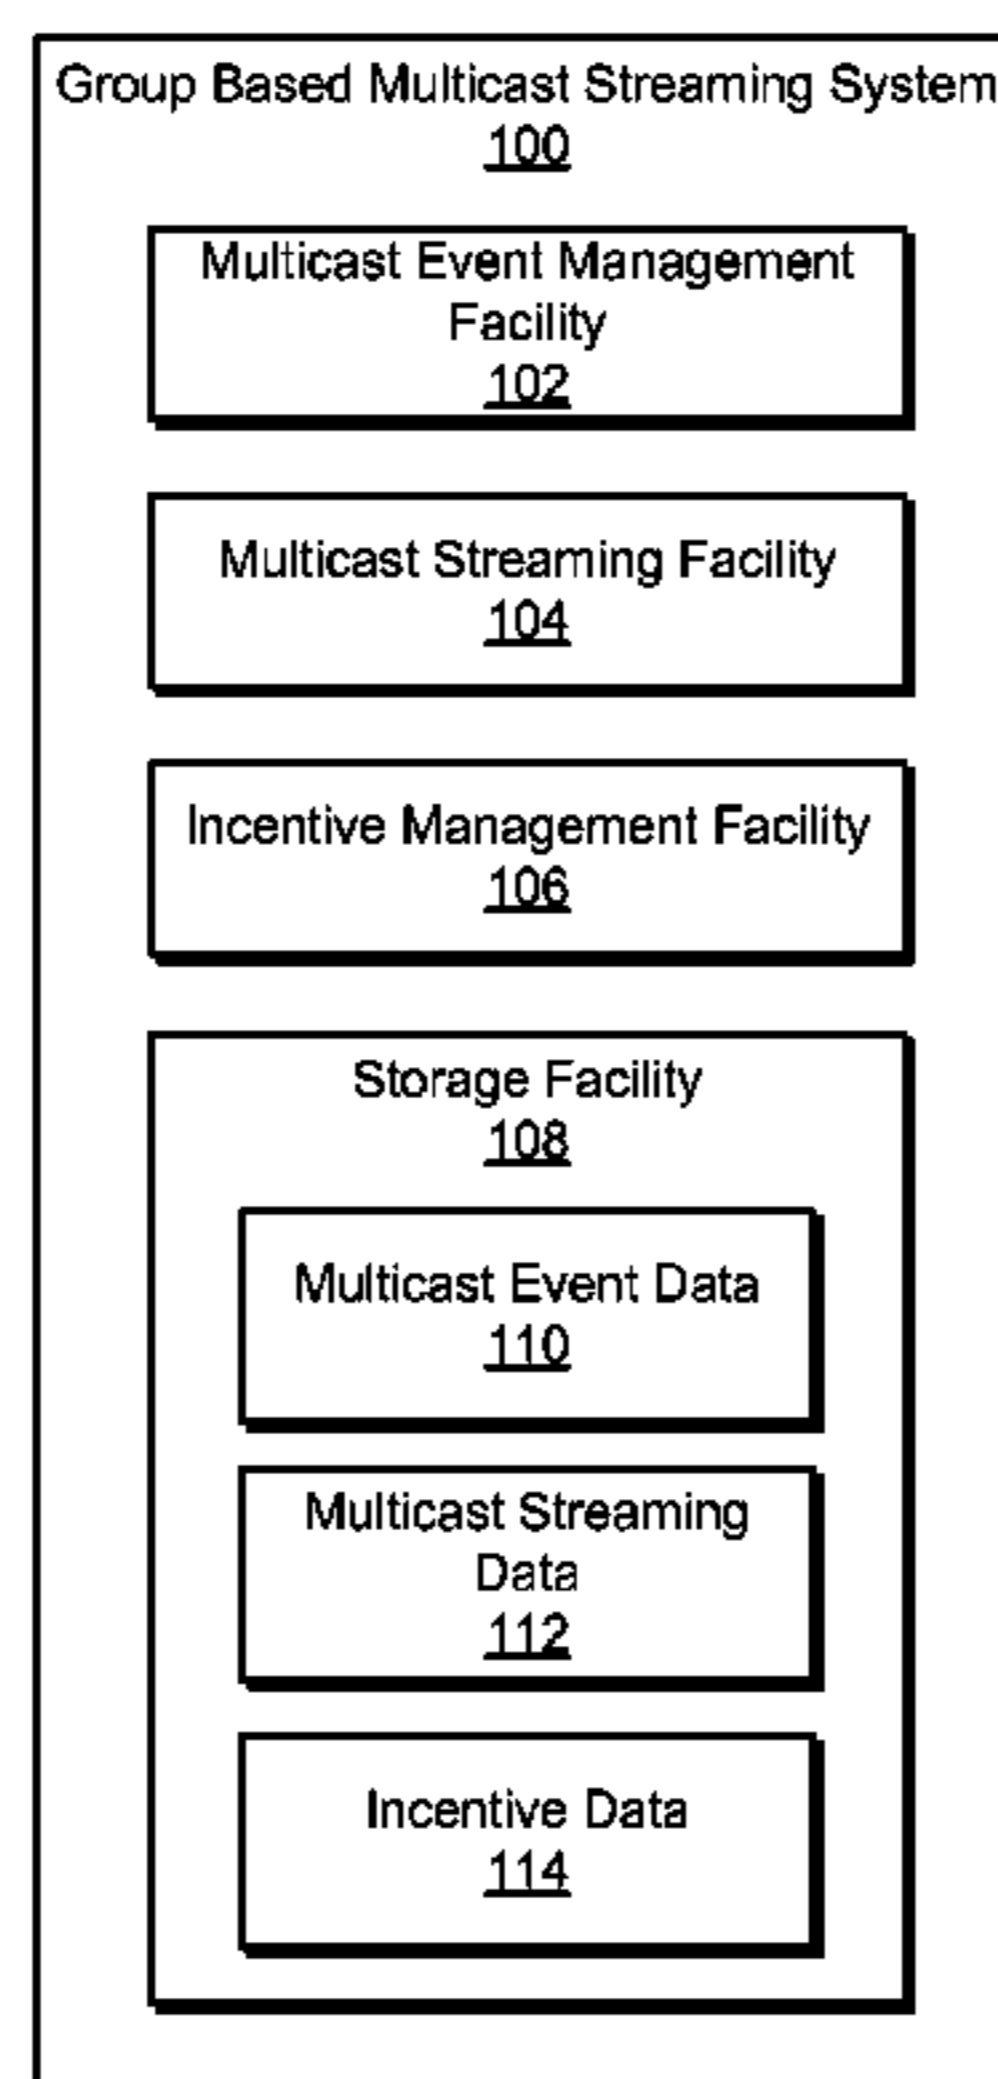 Group Based Multicast Streaming System
100
Multicast Event Management
Facility
102
Multicast Streaming Facility
104
Incentive Management Facility
106
Storage Facility
108
Multicast Event Data
110
Multicast Streaming
Data
112
Incentive Data
114